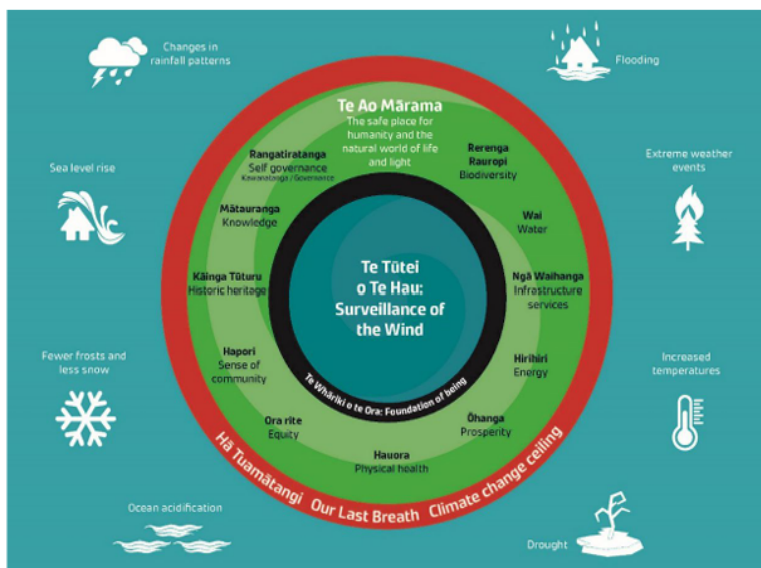 Changes in
rainfall patterns
Flooding
Sea level rise
Extreme weather
events
Fewer frosts and
less snow
Increased
temperatures
Ocean acidification
Drought
Te Ao Mārama
The safe place for
humanity and the
natural world of life
and light
Rangatiratanga
Self governance
Kawanatanga / Governance
Rerenga
Rauropi
Biodiversity
Mātauranga
Knowledge
Wai
Water
Kāinga Tūturu
Historic heritage
Ngā Waihanga
Infrastructure
services
Hapori
Sense of
community
Hirihiri
Energy
Ora rite
Equity
Ōhanga
Prosperity
Hauora
Physical health
Te Tūtei
o Te Hau:
Surveillance of
the Wind
Te Whāriki o te Ora: Foundation of being
Hā Tuamātangi Our Last Breath Climate change ceiling